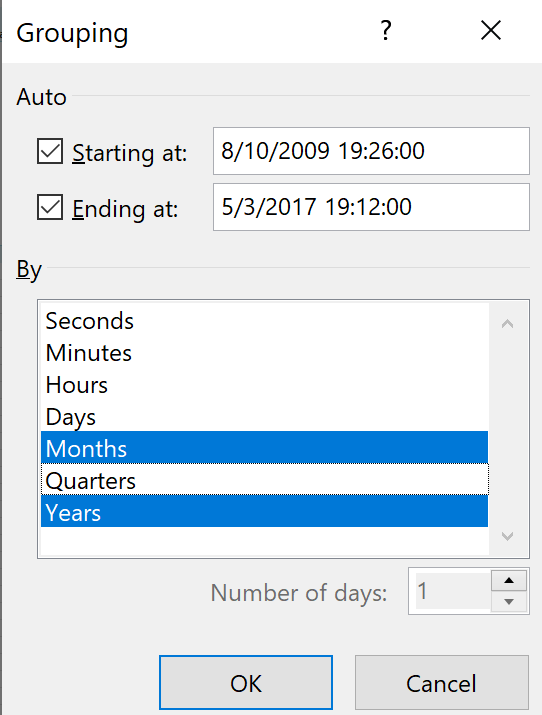 Grouping ?
Auto
Starting at: 8/10/2009 19:26:00
Ending at: 5/3/2017 19:12:00
By
Seconds
Minutes
Hours
Days
Months
Quarters
Years
Number of days: 1
OK Cancel